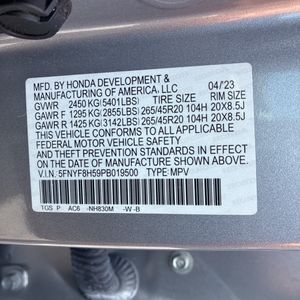 MFD. BY HONDA DEVELOPMENT & 04/23
MANUFACTURING OF AMERICA, LLC
GVWR 2450 KG(5401LBS) TIRE SIZE RIM SIZE
GAWR F 1295 KG(2855LBS) 265/45R20 104H 20X8.5J
GAWR R 1425 KG(3142LBS) 265/45R20 104H 20X8.5J
THIS VEHICLE CONFORMS TO ALL APPLICABLE
FEDERAL MOTOR VEHICLE SAFETY
STANDARDS IN EFFECT ON THE DATE OF
MANUFACTURE SHOWN ABOVE.
V.I.N. 5FNYF8H59PB019500 TYPE: MPV
TGS P AC6 -NH830M -W-B